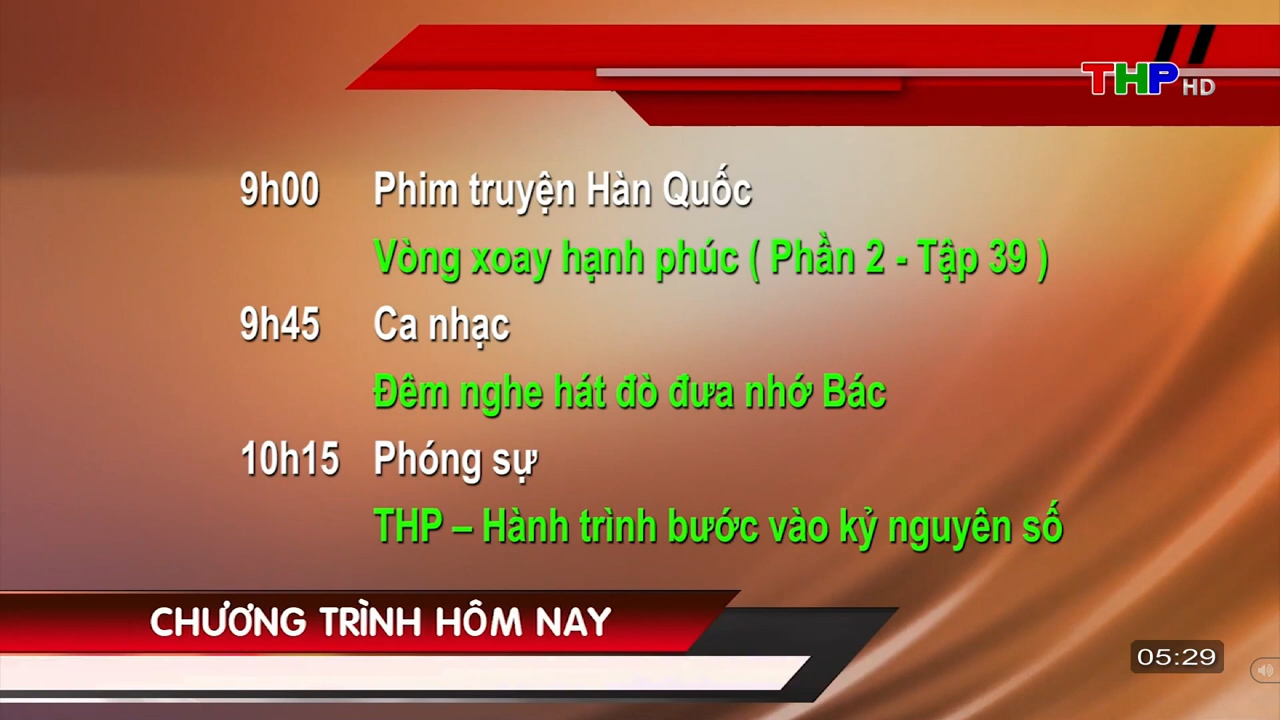 THP HD
9h00 Phim truyện Hàn Quốc
Vòng xoay hạnh phúc ( Phần 2 - Tập 39 )
9h45 Ca nhạc
Đêm nghe hát đò đưa nhớ Bác
10h15 Phóng sự
THP – Hành trình bước vào kỷ nguyên số
CHƯƠNG TRÌNH HÔM NAY
05:29